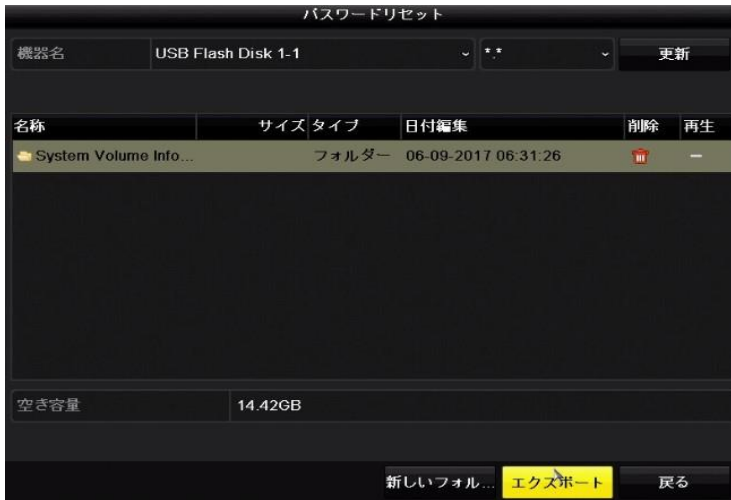 パスワードリセット
機器名 USB Flash Disk 1-1 *.* 更新
名称 サイズ タイプ 日付編集 削除 再生
System Volume Info... フォルダー 06-09-2017 06:31:26 –
空き容量 14.42GB
新しいフォル... エクスポート 戻る